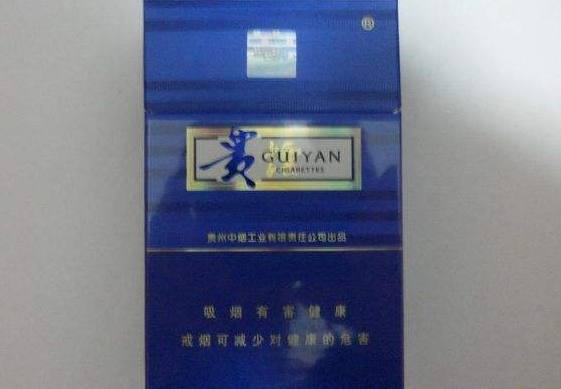 ®
贵
GUIYAN
CIGARETTES
贵州中烟工业有限责任公司出品
吸烟有害健康
戒烟可减少对健康的危害